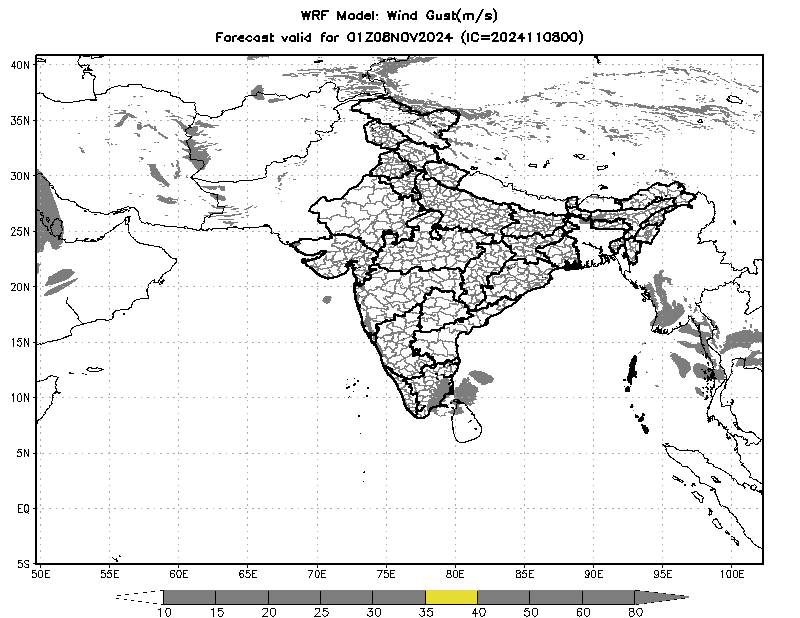 WRF Model: Wind Gust(m/s)
Forecast valid for 01Z08NOV2024 (IC=2024110800)
40N
35N
30N
25N
20N
15N
10N
5N
EQ
5S
50E 55E 60E 65E 70E 75E 80E 85E 90E 95E 100E
10 15 20 25 30 35 40 50 60 80